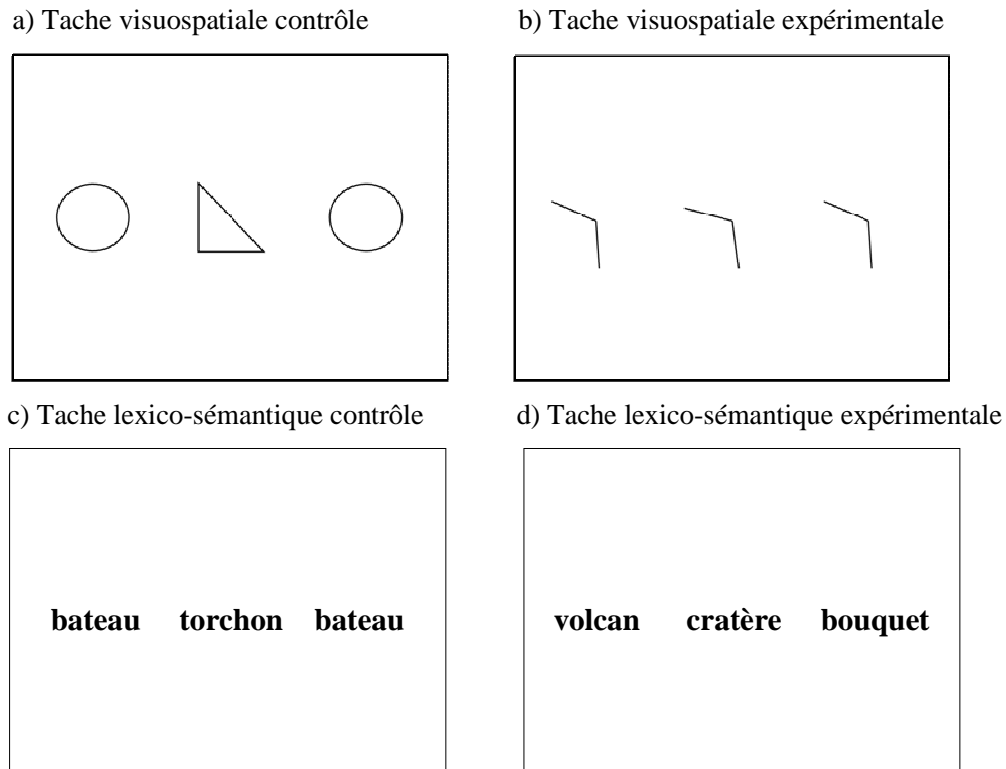 a) Tache visuospatiale contrôle
b) Tache visuospatiale expérimentale
c) Tache lexico-sémantique contrôle
d) Tache lexico-sémantique expérimentale
bateau torchon bateau
volcan cratère bouquet